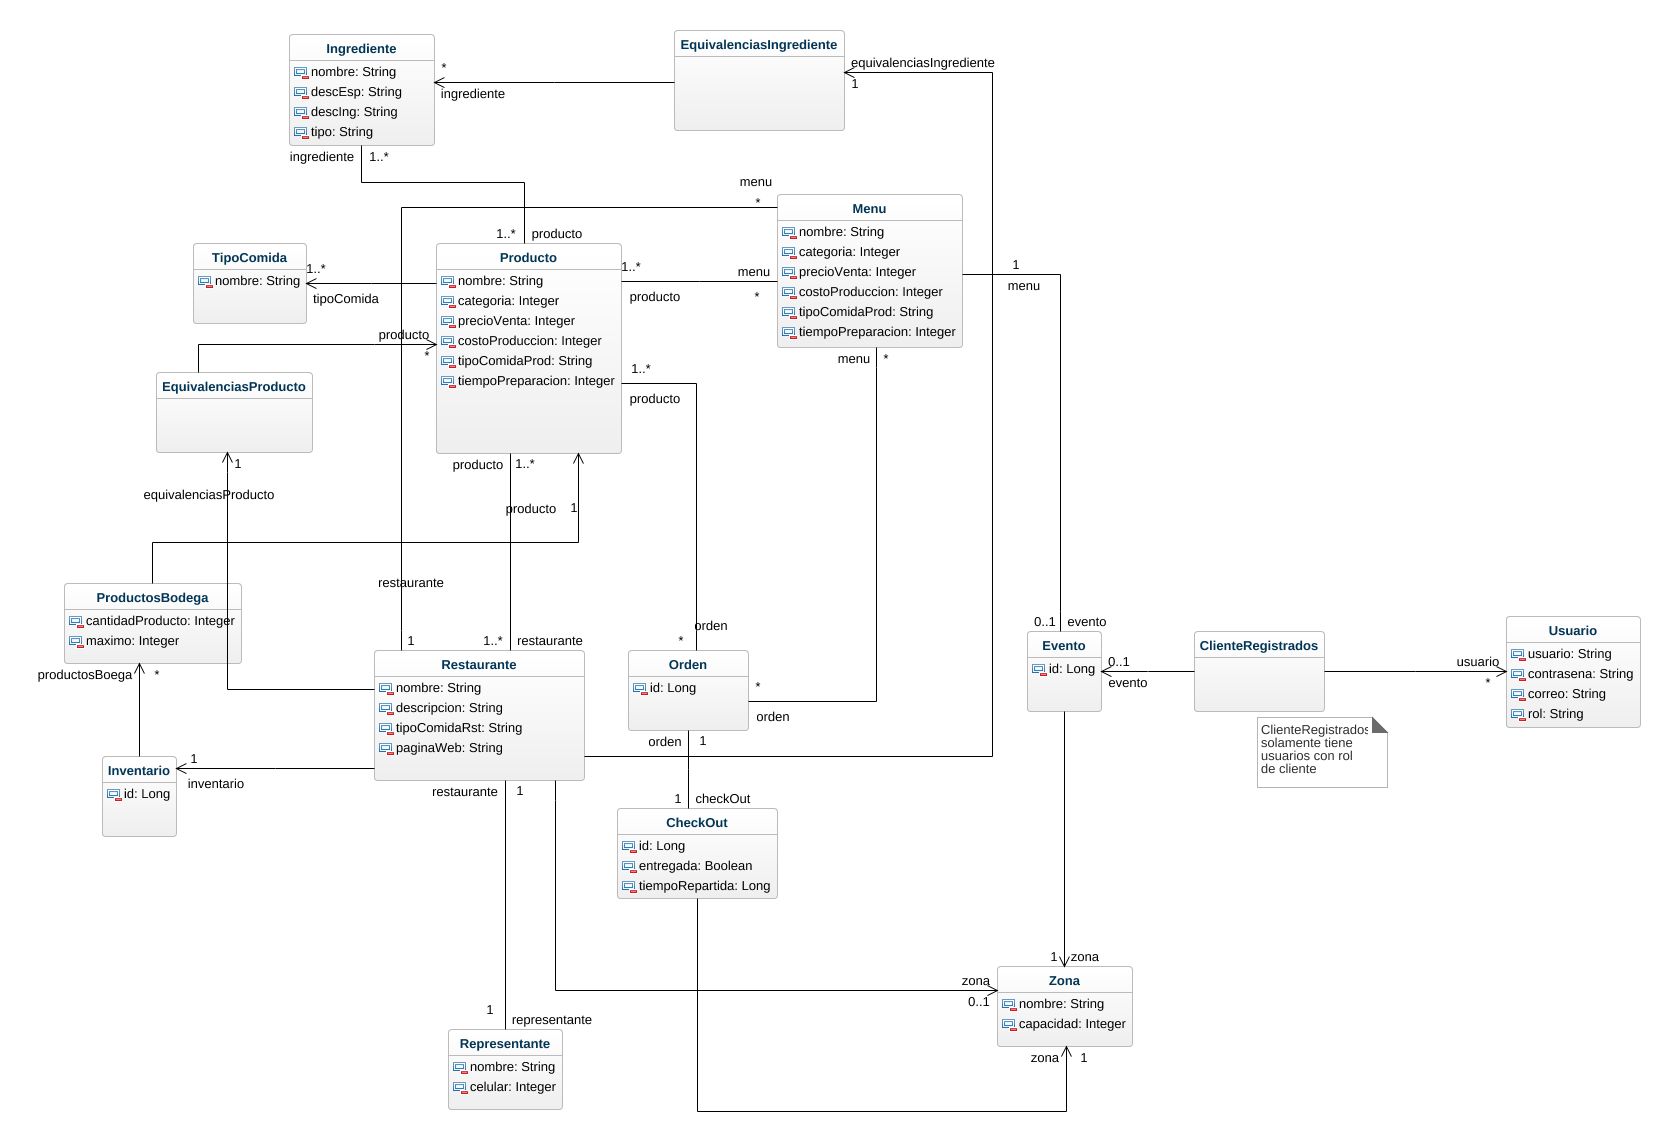 Ingrediente
nombre: String
descEsp: String
descIng: String
tipo: String
EquivalenciasIngrediente
equivalenciasIngrediente
1
*
ingrediente
ingrediente
1..*
menu
*
Menu
nombre: String
categoria: Integer
precioVenta: Integer
costoProduccion: Integer
tipoComidaProd: String
tiempoPreparacion: Integer
1..*
producto
TipoComida
nombre: String
1..*
tipoComida
Producto
nombre: String
categoria: Integer
precioVenta: Integer
costoProduccion: Integer
tipoComidaProd: String
tiempoPreparacion: Integer
1..*
producto
menu
*
1
menu
producto
*
menu
*
1..*
producto
EquivalenciasProducto
1
equivalenciasProducto
producto
1..*
producto
1
restaurante
ProductosBodega
cantidadProducto: Integer
maximo: Integer
productosBoega
*
1
1..*
restaurante
orden
*
0..1
evento
Restaurante
nombre: String
descripcion: String
tipoComidaRst: String
paginaWeb: String
Orden
id: Long
*
orden
Evento
id: Long
0..1
evento
ClienteRegistrados
usuario
*
Usuario
usuario: String
contrasena: String
correo: String
rol: String
ClienteRegistrados
solamente tiene
usuarios con rol
de cliente
Inventario
id: Long
1
inventario
orden
1
restaurante
1
1
checkOut
CheckOut
id: Long
entregada: Boolean
tiempoRepartida: Long
1
zona
zona
0..1
Zona
nombre: String
capacidad: Integer
zona
1
1
representante
Representante
nombre: String
celular: Integer